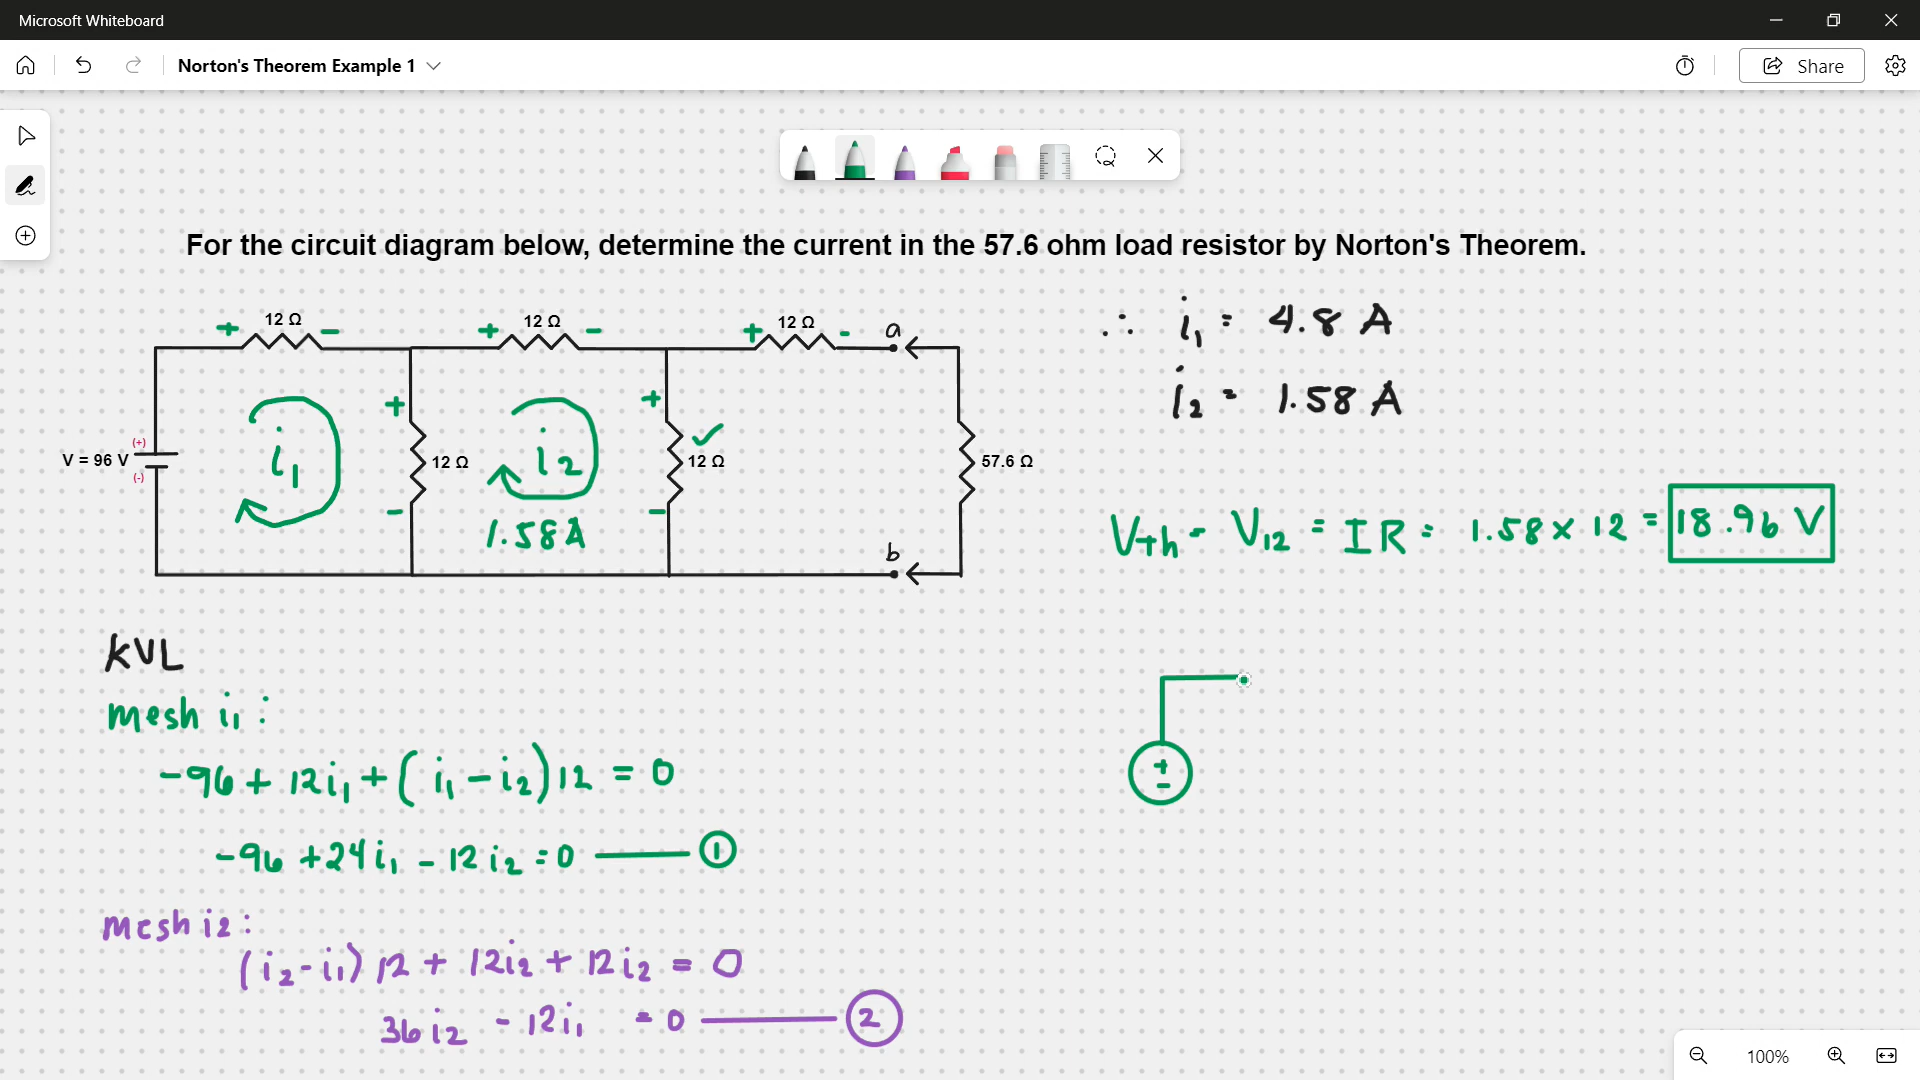 Microsoft Whiteboard
Norton's Theorem Example 1
Share
For the circuit diagram below, determine the current in the 57.6 ohm load resistor by Norton's Theorem.
+ 12 Ω -
+ 12 Ω -
+ 12 Ω -
a
∴ i₁ = 4.8 A
i₂ = 1.58 A
+
+
(+)
V = 96 V
(-)
i₁
12 Ω
i₂
✓
12 Ω
57.6 Ω
-
-
1.58A
b
Vth = V₁₂ = IR = 1.58 × 12 = 18.96 V
KVL
mesh i₁ :
-96 + 12i₁ + (i₁ - i₂)12 = 0
+
-
-96 + 24i₁ - 12i₂ = 0 —— ①
mesh i₂ :
(i₂ - i₁) 12 + 12i₂ + 12i₂ = 0
36i₂ - 12i₁ = 0 —— ②
100%